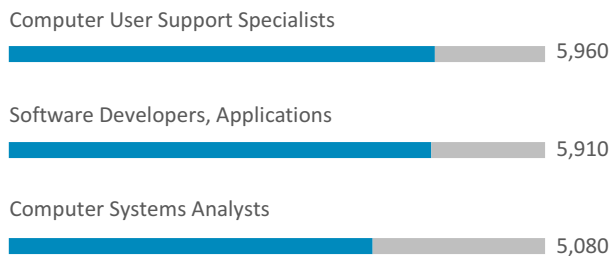 Computer User Support Specialists
5,960
Software Developers, Applications
5,910
Computer Systems Analysts
5,080